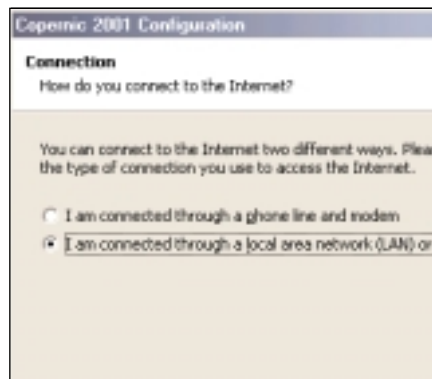 Copernic 2001 Configuration
Connection
How do you connect to the Internet?
You can connect to the Internet two different ways. Plea
the type of connection you use to access the Internet.
I am connected through a phone line and modem
I am connected through a local area network (LAN) or